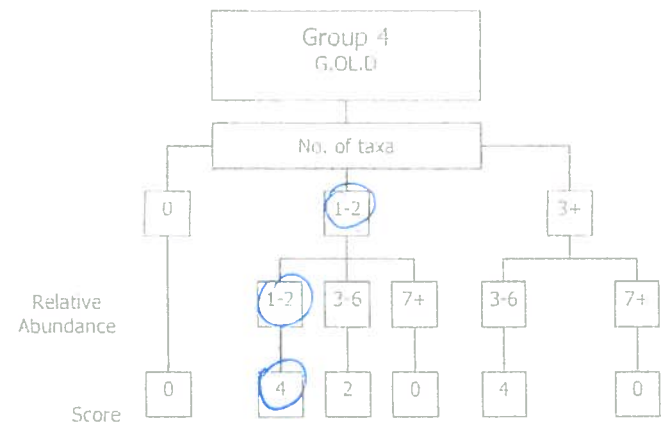 Group 4
G.OL.D
No. of taxa
0 1-2 3+
Relative
Abundance
1-2 3-6 7+ 3-6 7+
Score
0 4 2 0 4 0